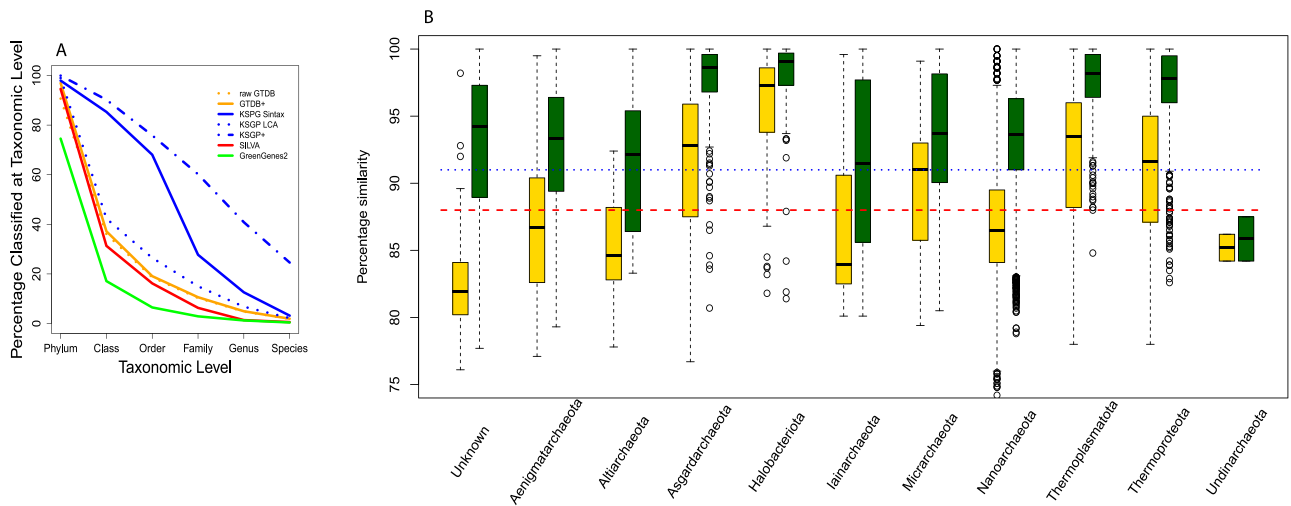 A
Percentage Classified at Taxonomic Level
100
80
60
40
20
0
raw GTDB
GTDB+
KSPG Sintax
KSGP LCA
KSGP+
SILVA
GreenGenes2
Phylum Class Order Family Genus Species
Taxonomic Level
B
Percentage similarity
100
95
90
85
80
75
Unknown
Aenigmatarchaeota
Altiarchaeota
Asgardarchaeota
Halobacteriota
Iainarchaeota
Micrarchaeota
Nanoarchaeota
Thermoplasmatota
Thermoproteota
Undinarchaeota